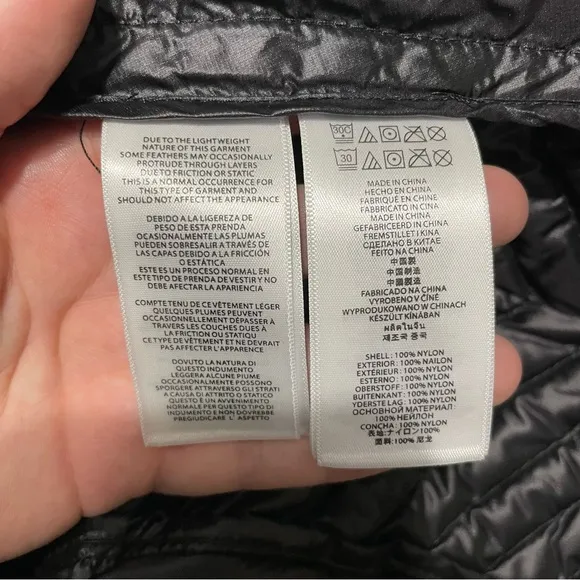 DUE TO THE LIGHTWEIGHT
NATURE OF THIS GARMENT
SOME FEATHERS MAY OCCASIONALLY
PROTRUDE THROUGH LAYERS
DUE TO FRICTION OR STATIC
THIS IS A NORMAL OCCURRENCE FOR
THIS TYPE OF GARMENT AND
SHOULD NOT AFFECT THE APPEARANCE
DEBIDO A LA LIGEREZA DE
PESO DE ESTA PRENDA
OCASIONALMENTE LAS PLUMAS
PUEDEN SOBRESALIR A TRAVÉS DE
LAS CAPAS DEBIDO A LA FRICCIÓN
O ESTÁTICA
ESTE ES UN PROCESO NORMAL EN
ESTE TIPO DE PRENDA DE VESTIR Y NO
DEBE AFECTAR LA APARIENCIA
COMPTE TENU DE CE VÊTEMENT LÉGER
QUELQUES PLUMES PEUVENT
OCCASIONELLEMENT DÉPASSER À
TRAVERS LES COUCHES DUES À
LA FRICTION OU STATIQU
CE TYPE DE VÊTEMENT ET NE DEVRAIT
PAS AFFECTER L'APPARENCE
DOVUTO LA NATURA DI
QUESTO INDUMENTO
LEGGERA ALCUNE PIUME
OCCASIONALMENTE POSSONO
SPORGERE ATTRAVERSO GLI STRATI
A CAUSA DI ATTRITO O STATICO
QUESTO È UN AVVENIMENTO
NORMALE PER QUESTO TIPO DI
INDUMENTO E NON DOVREBBE
PREGIUDICARE L' ASPETTO
30C
30
MADE IN CHINA
HECHO EN CHINA
FABRIQUÉ EN CHINE
FABBRICATO IN CINA
MADE IN CHINA
GEFABRICEERD IN CHINA
FREMSTILLET I KINA
СДЕЛАНО В КИТАЕ
FEITO NA CHINA
中国製
中国制造
中國製造
FABRICADO NA CHINA
VYROBENO V ČÍNĚ
WYPRODUKOWANO W CHINACH
KÉSZÜLT KÍNÁBAN
ผลิตในจีน
제조국 중국
SHELL: 100% NYLON
EXTERIOR: 100% NAILON
EXTÉRIEUR: 100% NYLON
ESTERNO: 100% NYLON
OBERSTOFF: 100% NYLON
BUITENKANT: 100% NYLON
YDERSTELAG: 100% NYLON
ОСНОВНОЙ МАТЕРИАЛ:
100% НЕЙЛОН
CONCHA: 100% NYLON
表地:ナイロン100%
面料:100% 尼龙